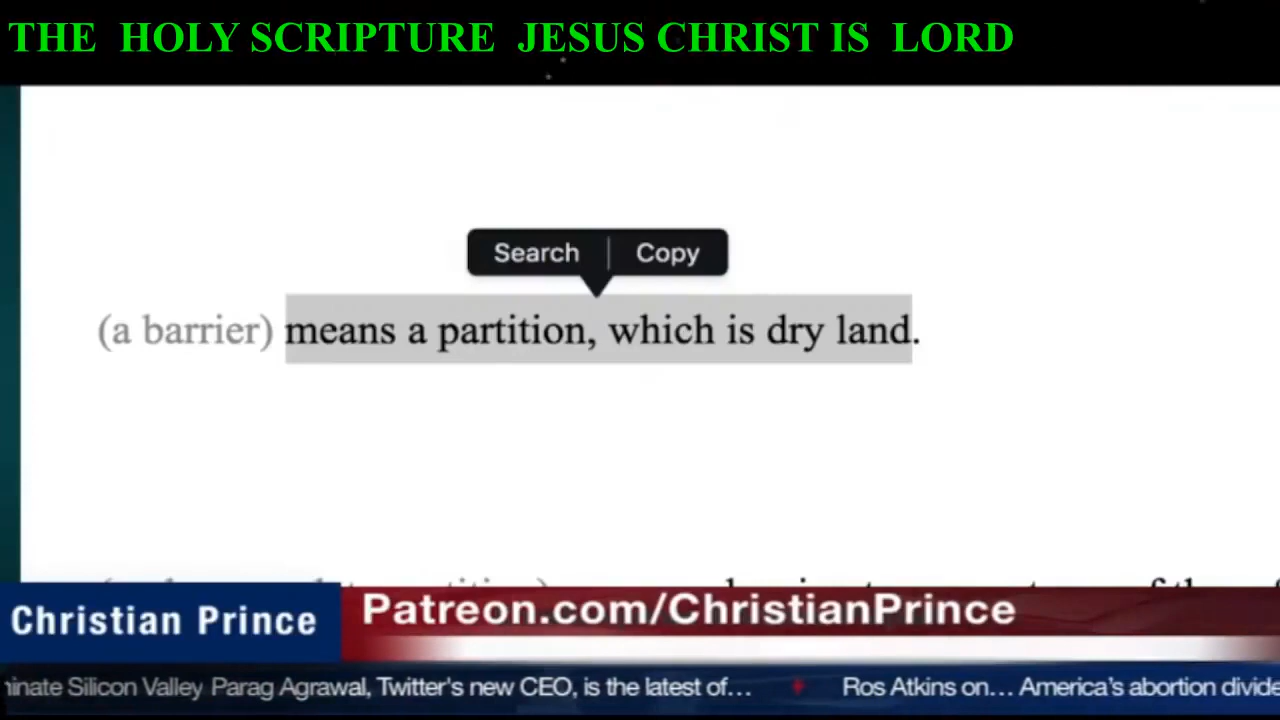 THE HOLY SCRIPTURE JESUS CHRIST IS LORD
Search Copy
(a barrier) means a partition, which is dry land.
Christian Prince
Patreon.com/ChristianPrince
Silicon Valley Parag Agrawal, Twitter's new CEO, is the latest of... Ros Atkins on... America's abortion